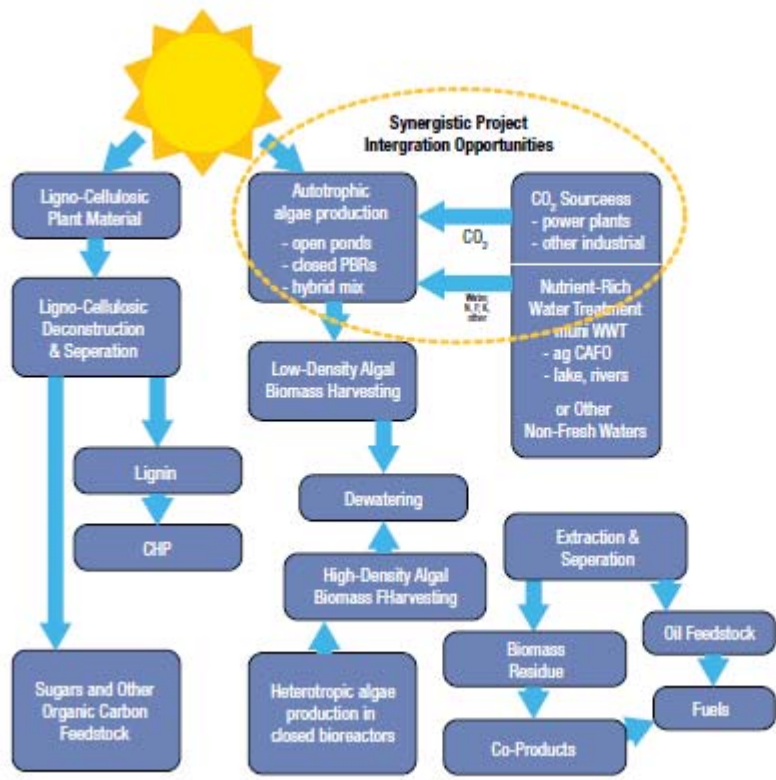 Synergistic Project
Intergration Opportunities
Ligno-Cellulosic
Plant Material
Autotrophic
algae production
- open ponds
- closed PBRs
- hybrid mix
CO2
Water,
N, P, K,
other
CO2 Sourceess
- power plants
- other industrial
Nutrient-Rich
Water Treatment
- muni WWT
- ag CAFO
- lake, rivers
or Other
Non-Fresh Waters
Ligno-Cellulosic
Deconstruction
& Seperation
Low-Density Algal
Biomass Harvesting
Lignin
Dewatering
CHP
High-Density Algal
Biomass FHarvesting
Extraction &
Seperation
Sugars and Other
Organic Carbon
Feedstock
Heterotropic algae
production in
closed bioreactors
Biomass
Residue
Oil Feedstock
Co-Products
Fuels